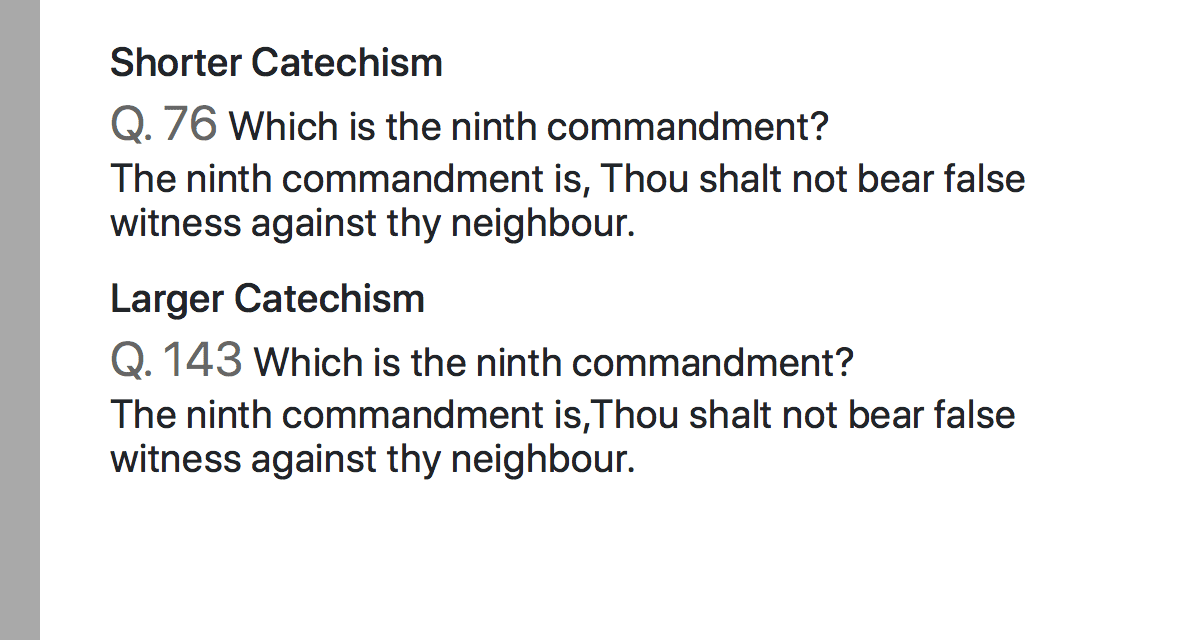 Shorter Catechism
Q. 76 Which is the ninth commandment?
The ninth commandment is, Thou shalt not bear false
witness against thy neighbour.
Larger Catechism
Q. 143 Which is the ninth commandment?
The ninth commandment is,Thou shalt not bear false
witness against thy neighbour.